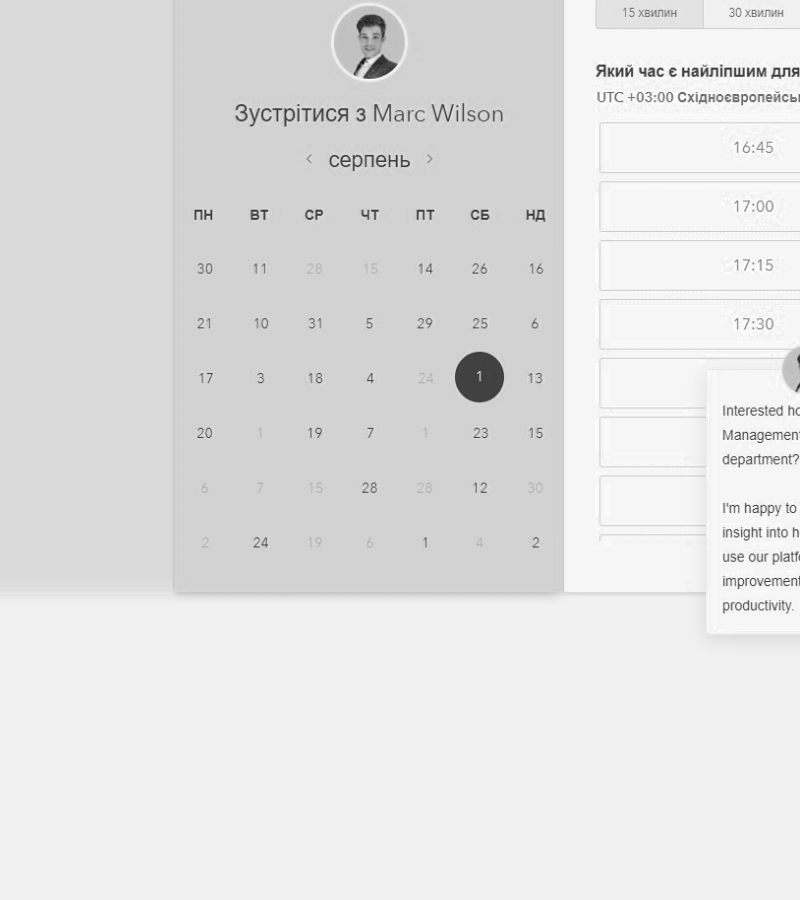 Зустрітися з Marc Wilson
серпень
ПН ВТ СР ЧТ ПТ СБ НД
30 11 28 15 14 26 16
21 10 31 5 29 25 6
17 3 18 4 24 1 13
20 1 19 7 1 23 15
6 7 15 28 28 12 30
2 24 19 6 1 4 2
15 хвилин 30 хвилин
Який час є найліпшим для
UTC +03:00 Східноєвропейсь
16:45
17:00
17:15
17:30
Interested ho
Management
department?
I'm happy to
insight into h
use our platf
improvement
productivity.